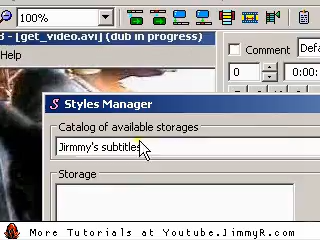 100%
3 - [get_video.avi] (dub in progress)
Help
Comment
Defa
0
0:00:
S Styles Manager
Catalog of available storages
Jirmmy's subtitles
Storage
More Tutorials at Youtube.JimmyR.com